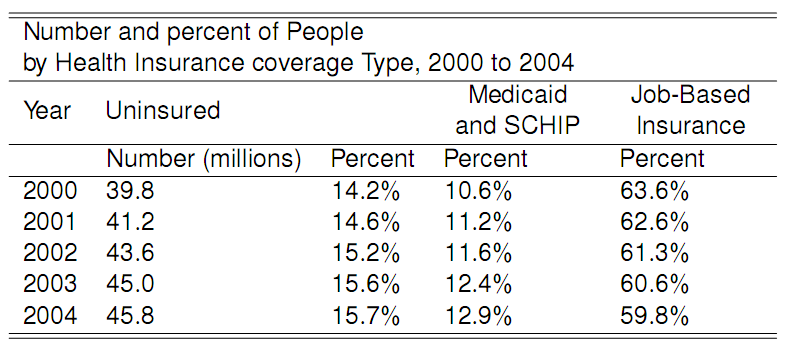 Number and percent of People
by Health Insurance coverage Type, 2000 to 2004
Year Uninsured Medicaid and SCHIP Job-Based Insurance
Number (millions) Percent Percent Percent
2000 39.8 14.2% 10.6% 63.6%
2001 41.2 14.6% 11.2% 62.6%
2002 43.6 15.2% 11.6% 61.3%
2003 45.0 15.6% 12.4% 60.6%
2004 45.8 15.7% 12.9% 59.8%